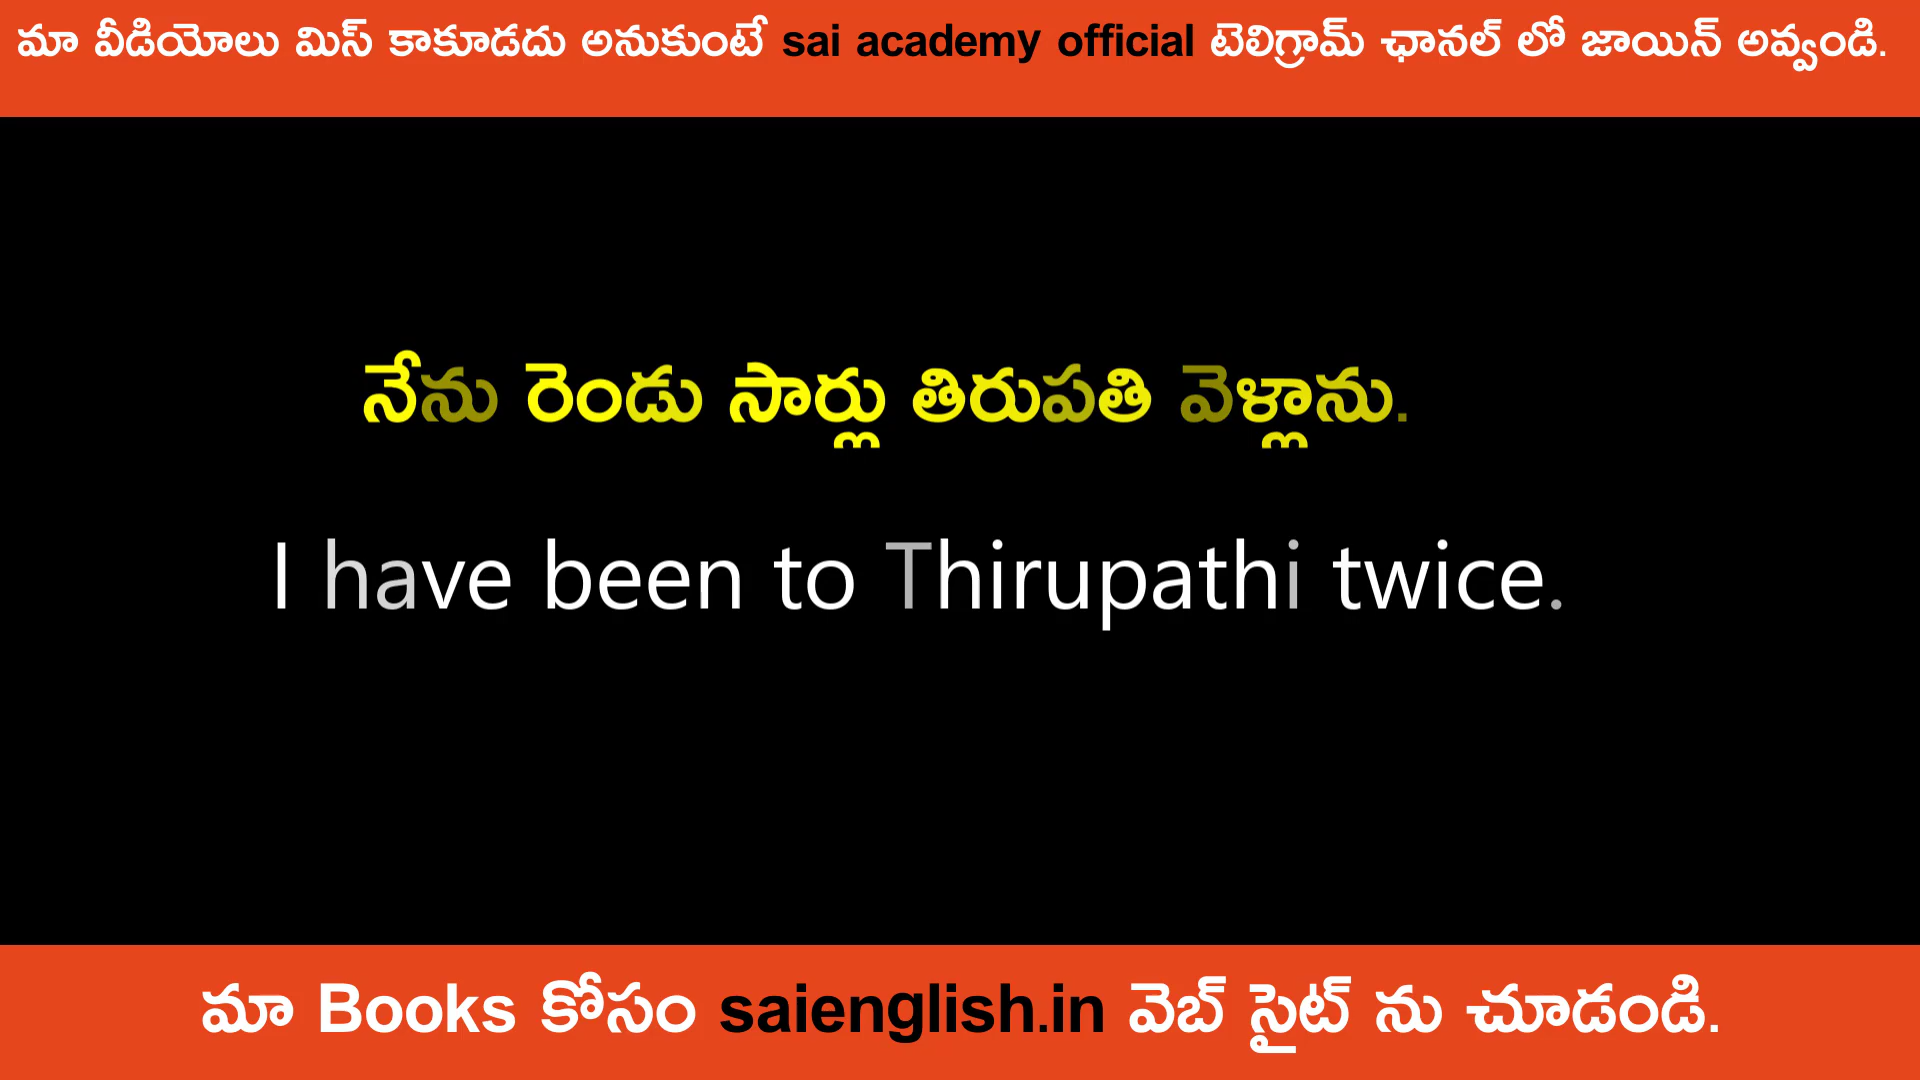 మా వీడియోలు మిస్ కాకూడదు అనుకుంటే sai academy official టెలిగ్రామ్ ఛానల్ లో జాయిన్ అవ్వండి.
నేను రెండు సార్లు తిరుపతి వెళ్లాను.
I have been to Thirupathi twice.
మా Books కోసం saienglish.in వెబ్ సైట్ ను చూడండి.